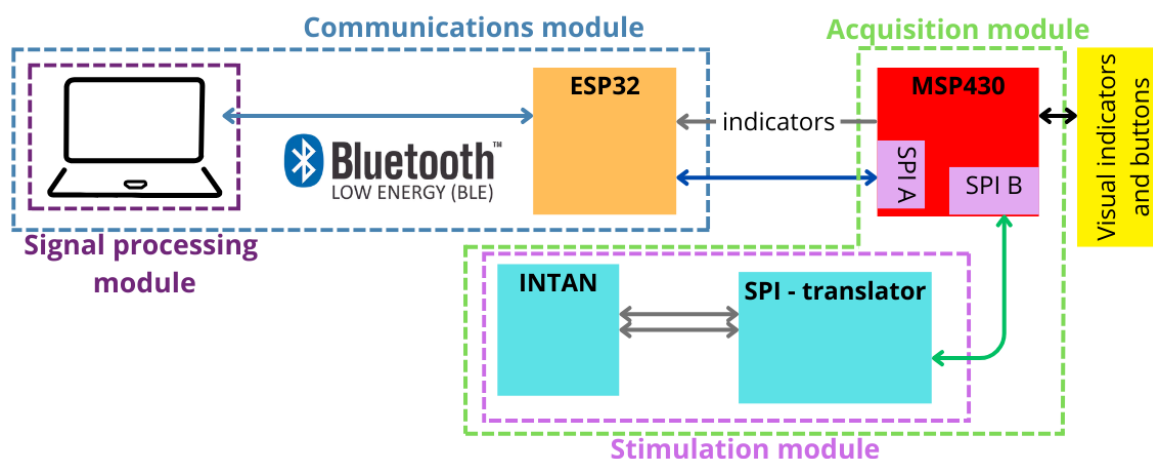 Communications module
Acquisition module
ESP32
MSP430
indicators
Bluetooth™
LOW ENERGY (BLE)
SPI A
SPI B
Visual indicators
and buttons
Signal processing
module
INTAN
SPI - translator
Stimulation module